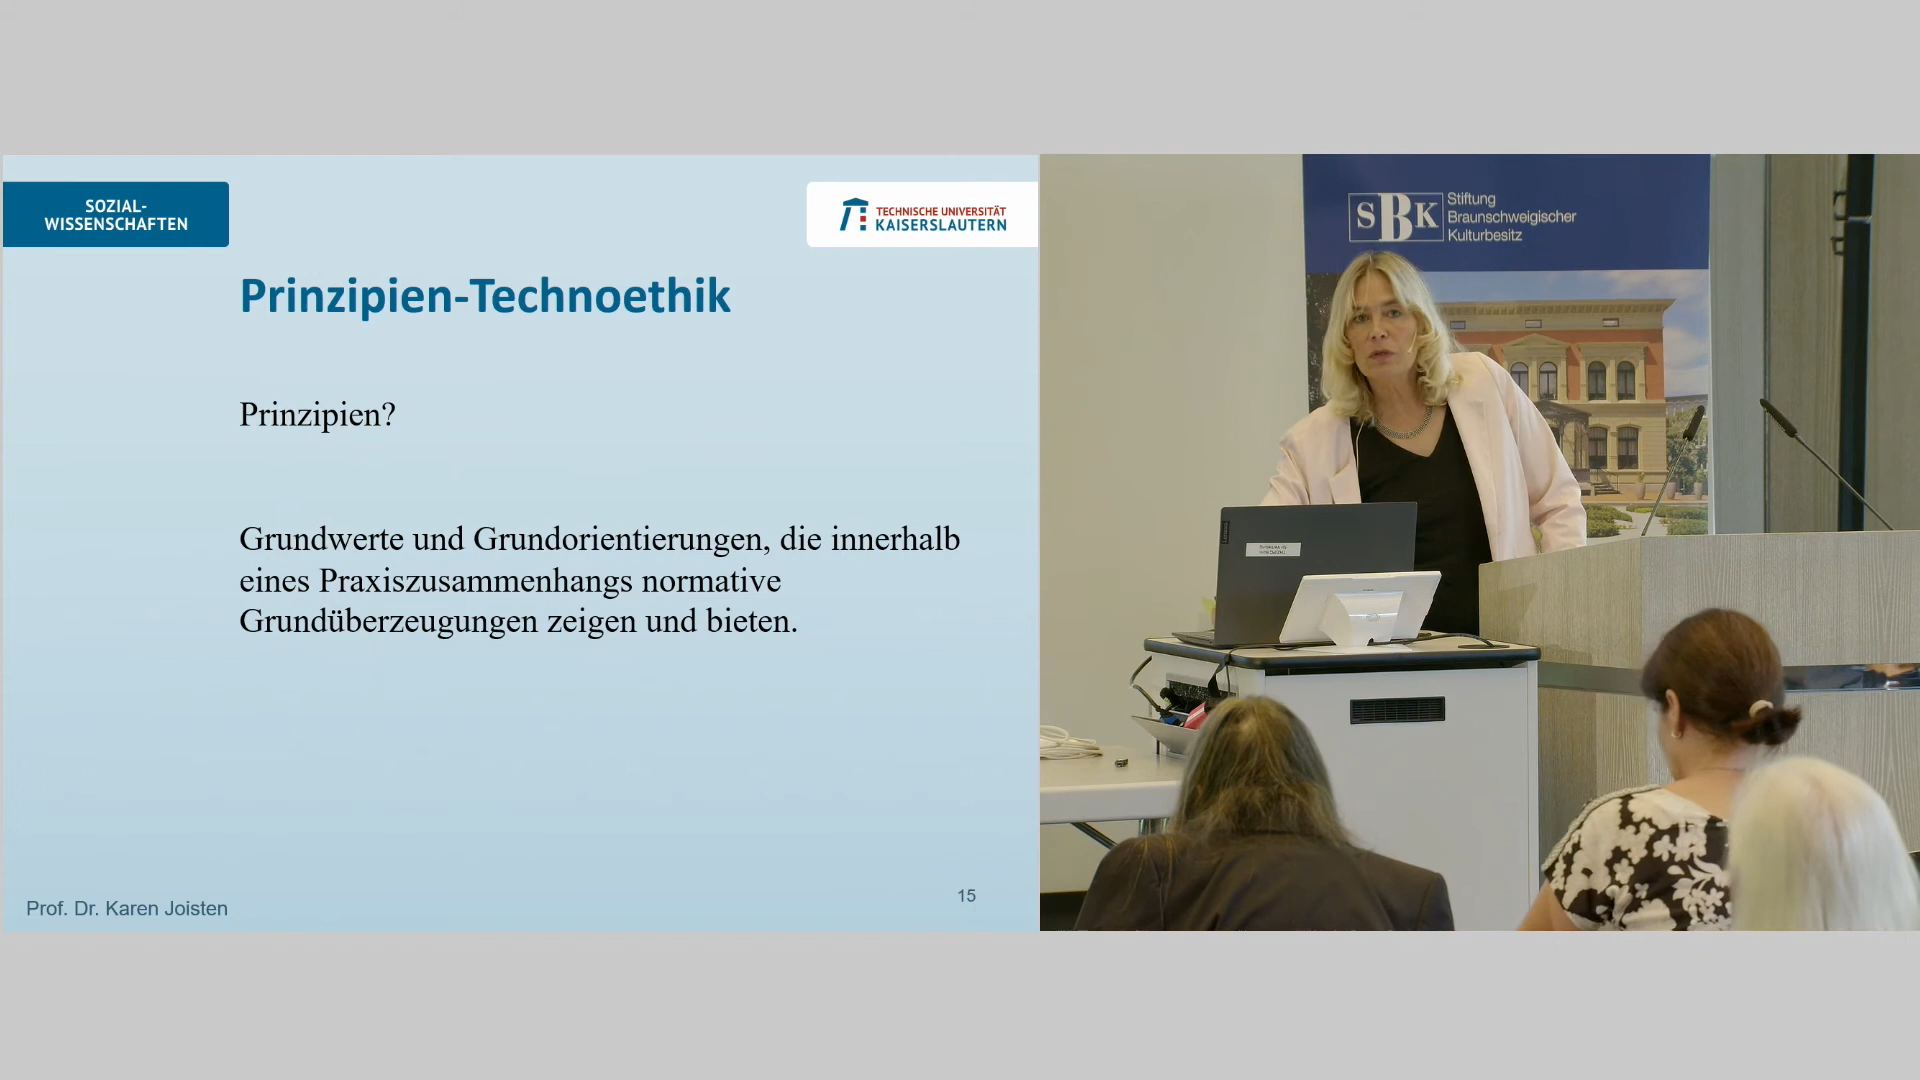 SOZIAL-
WISSENSCHAFTEN
TECHNISCHE UNIVERSITÄT
KAISERSLAUTERN
Prinzipien-Technoethik
Prinzipien?
Grundwerte und Grundorientierungen, die innerhalb
eines Praxiszusammenhangs normative
Grundüberzeugungen zeigen und bieten.
Prof. Dr. Karen Joisten
15
SBK
Stiftung
Braunschweigischer
Kulturbesitz